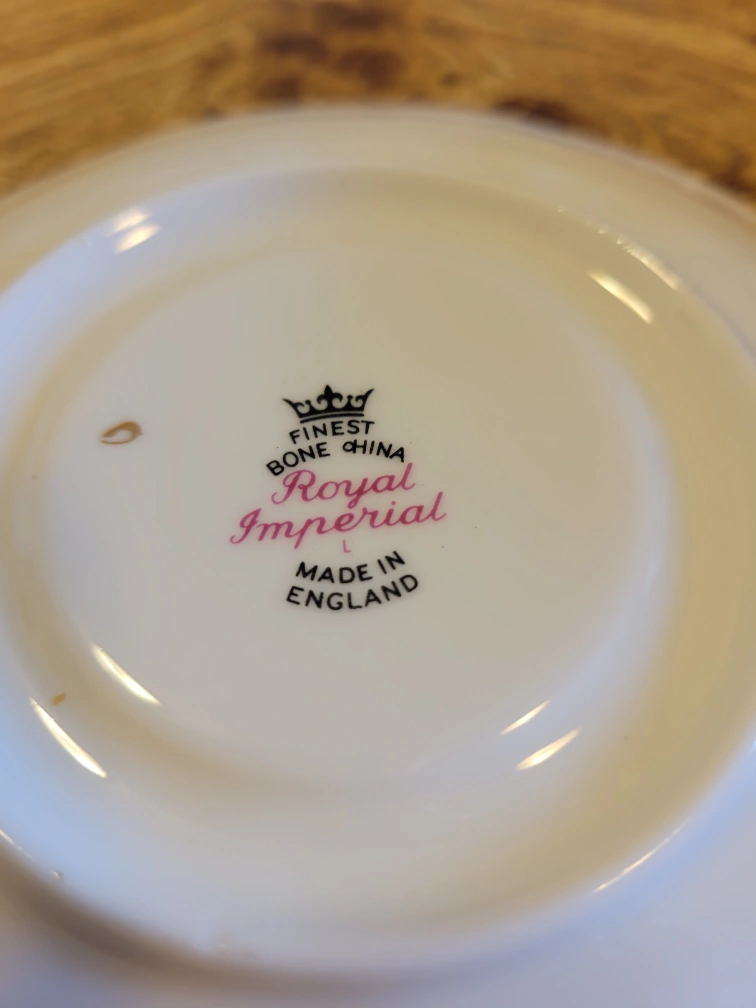 FINEST
BONE CHINA
Royal
Imperial
L
MADE IN
ENGLAND